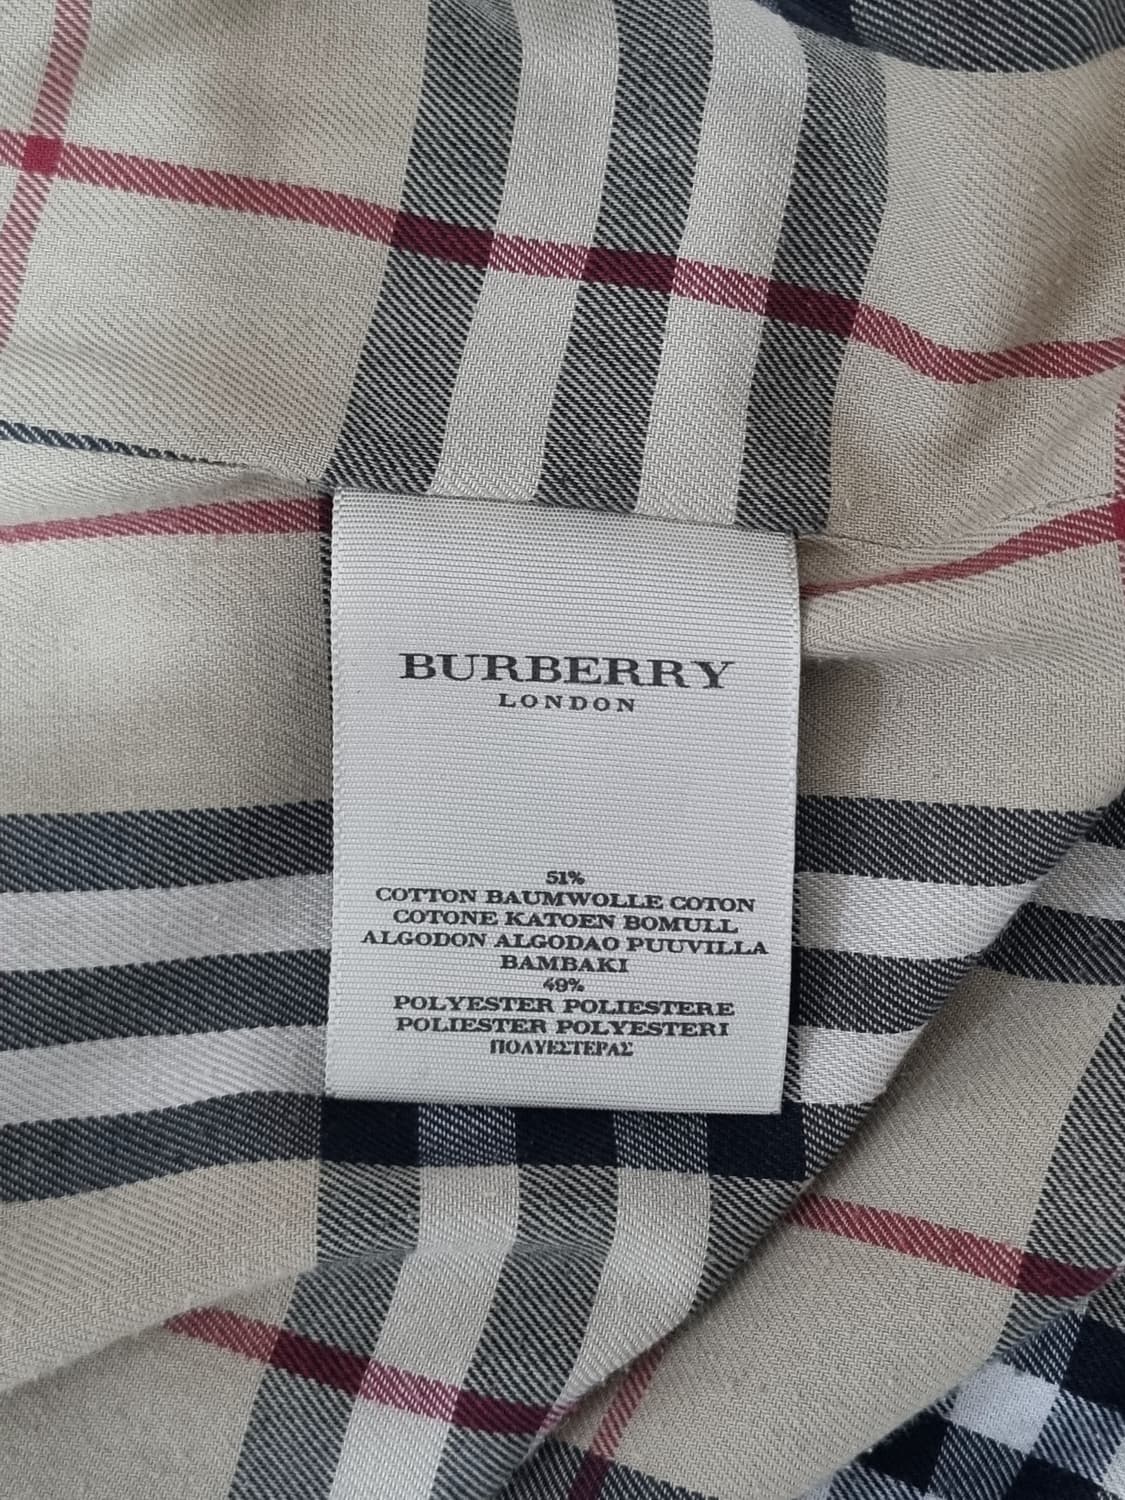 BURBERRY
LONDON
51%
COTTON BAUMWOLLE COTON
COTONE KATOEN BOMULL
ALGODON ALGODAO PUUVILLA
BAMBAKI
49%
POLYESTER POLIESTERE
POLIESTER POLYESTERI
ΠΟΛΥΕΣΤΕΡΑΣ